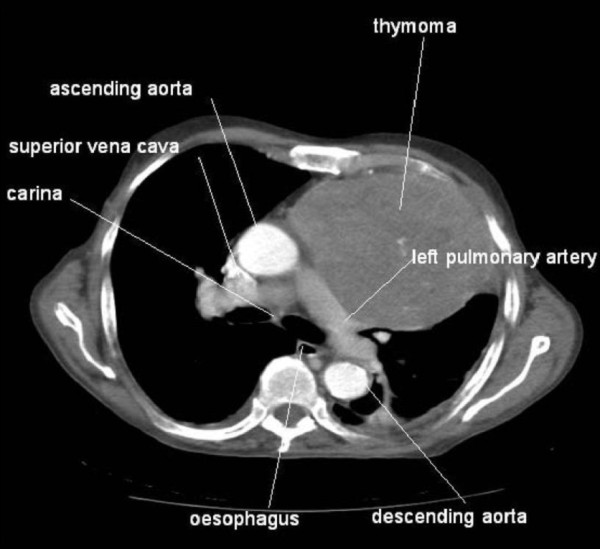 thymoma
ascending aorta
superior vena cava
carina
left pulmonary artery
oesophagus
descending aorta